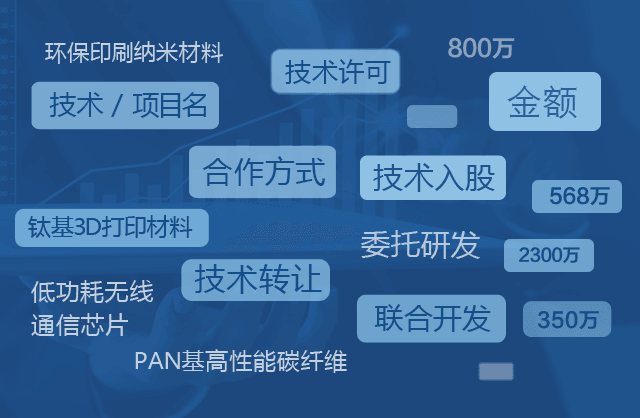 800万
环保印刷纳米材料
技术许可
技术 / 项目名
金额
合作方式
技术入股
568万
钛基3D打印材料
委托研发
2300万
技术转让
低功耗无线
通信芯片
联合开发
350万
PAN基高性能碳纤维